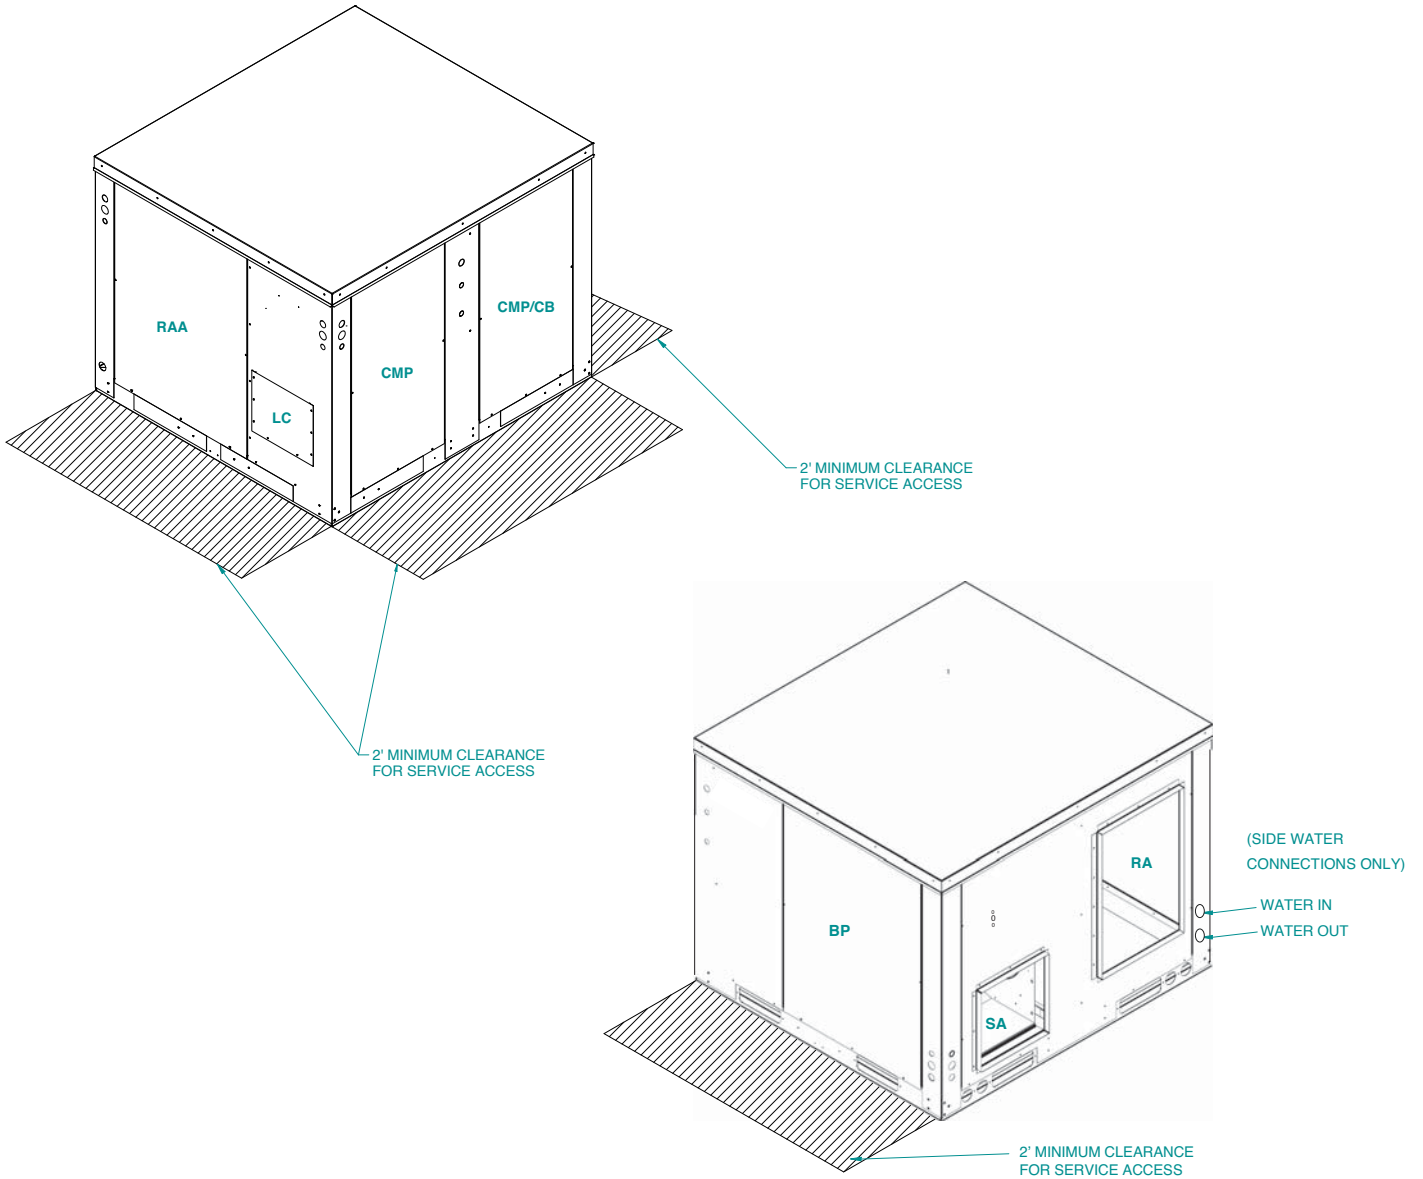 RAA
LC
CMP
CMP/CB
2' MINIMUM CLEARANCE
FOR SERVICE ACCESS
2' MINIMUM CLEARANCE
FOR SERVICE ACCESS
BP
SA
RA
(SIDE WATER
CONNECTIONS ONLY)
WATER IN
WATER OUT
2’ MINIMUM CLEARANCE
FOR SERVICE ACCESS